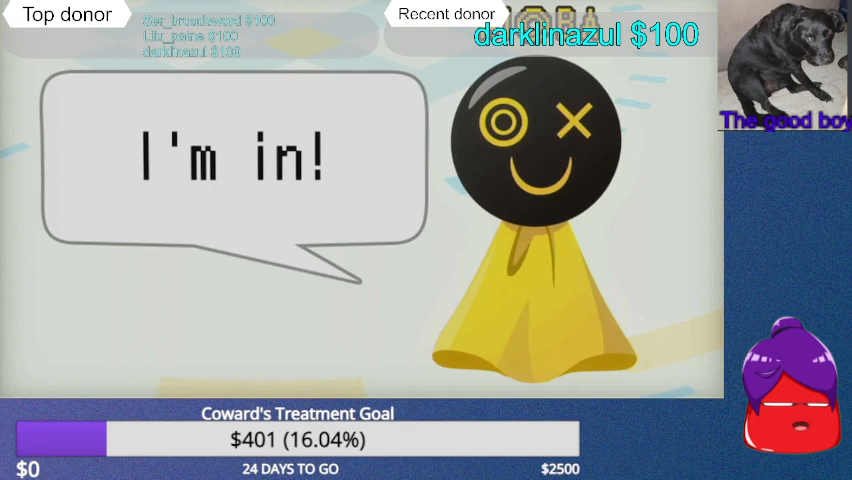 Top donor
Ser_broadsword $100
Lily_paine $100
darklinazul $100
Recent donor
darklinazul $100
The good boy
I'm in!
Coward's Treatment Goal
$401 (16.04%)
$0
24 DAYS TO GO
$2500